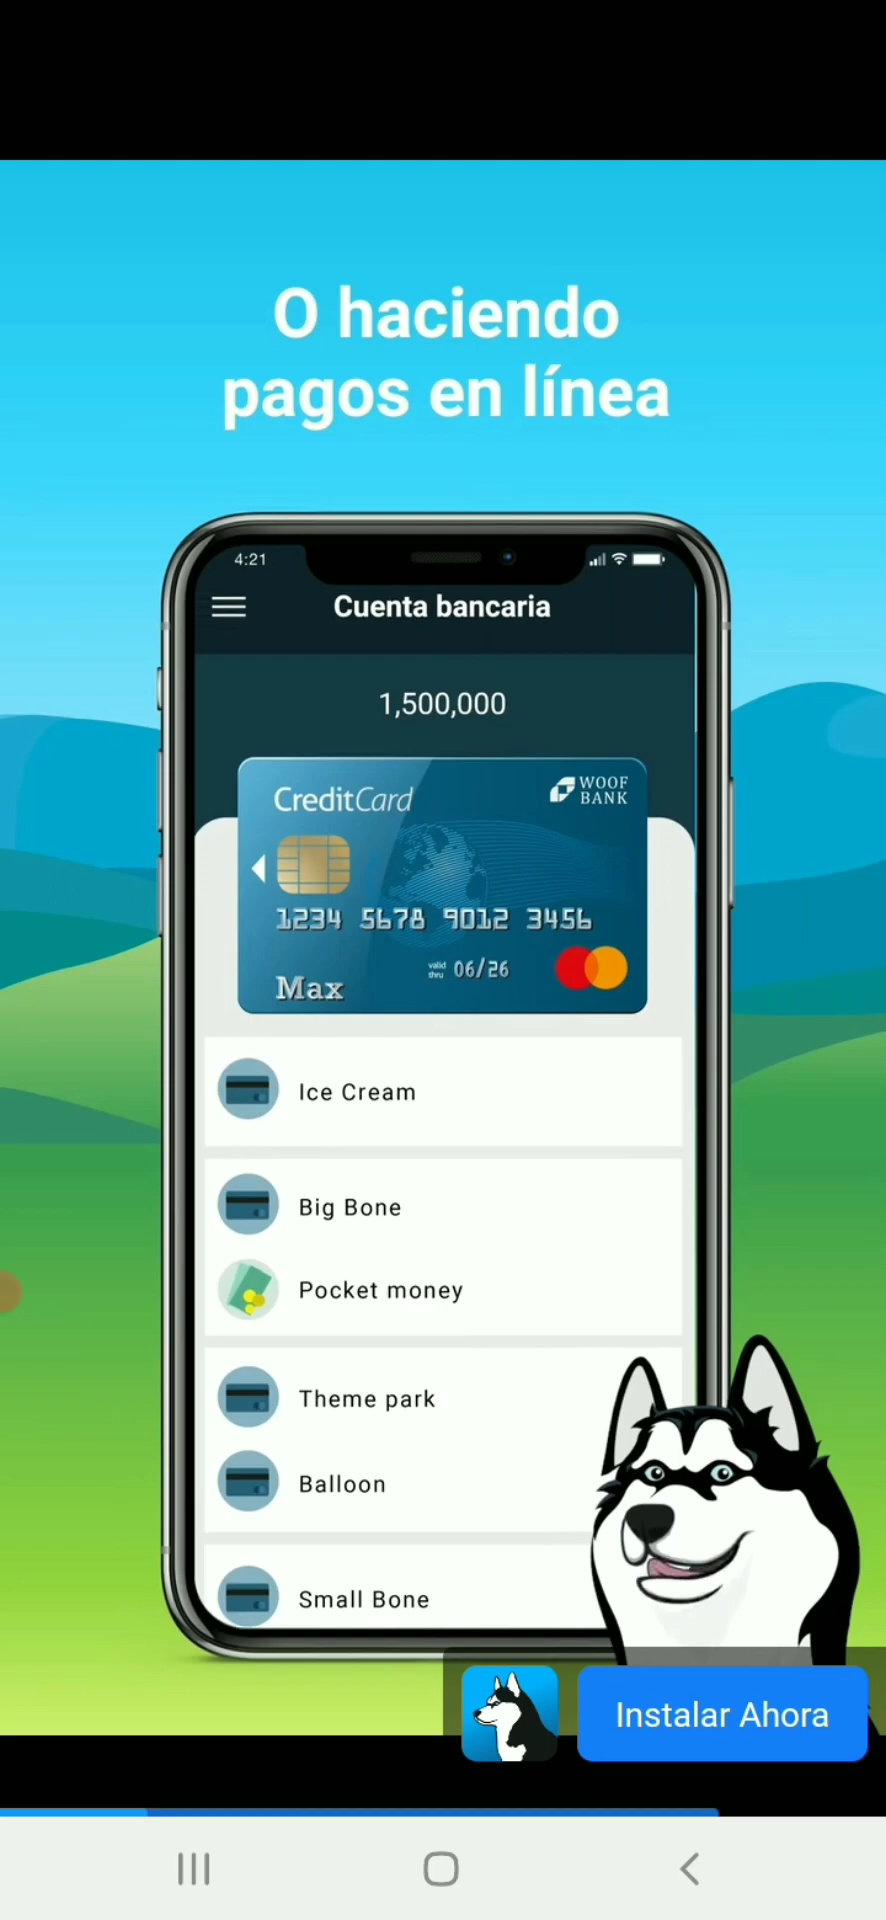 O haciendo
pagos en línea
4:21
Cuenta bancaria
1,500,000
CreditCard
WOOF
BANK
1234 5678 9012 3456
valid
thru
06/26
Max
Ice Cream
Big Bone
Pocket money
Theme park
Balloon
Small Bone
Instalar Ahora